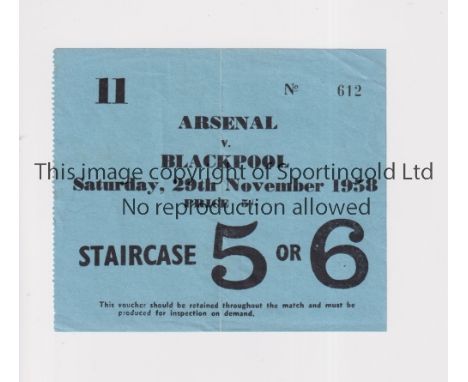 11
Nº 612
ARSENAL
v.
BLACKPOOL
This image copyright of Sportingold Ltd
Saturday, 29th November 1958
No reproduction allowed
PRICE 5/-
STAIRCASE 5 OR 6
This voucher should be retained throughout the match and must be
produced for inspection on demand.